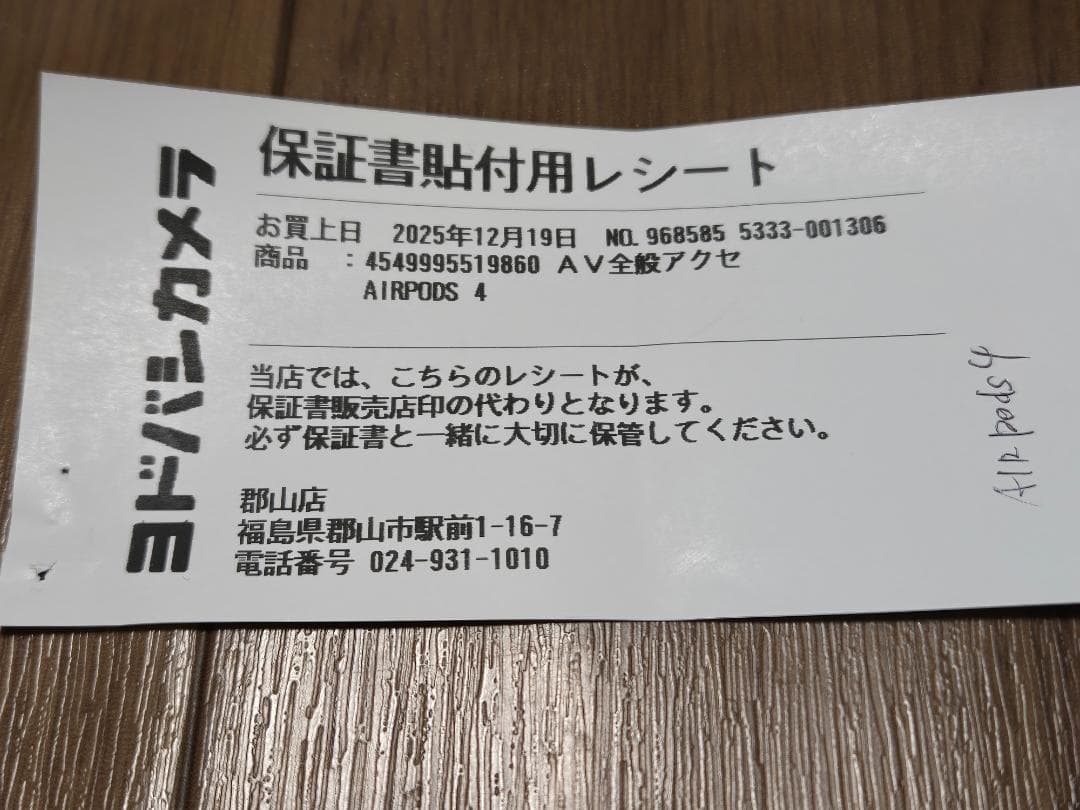 ヨドバシカメラ
保証書貼付用レシート
お買上日 2025年12月19日 NO. 968585 5333-001306
商品 :4549995519860 AV全般アクセ
AIRPODS 4
当店では、こちらのレシートが、
保証書販売店印の代わりとなります。
必ず保証書と一緒に大切に保管してください。
郡山店
福島県郡山市駅前1-16-7
電話番号 024-931-1010
AIR pods4